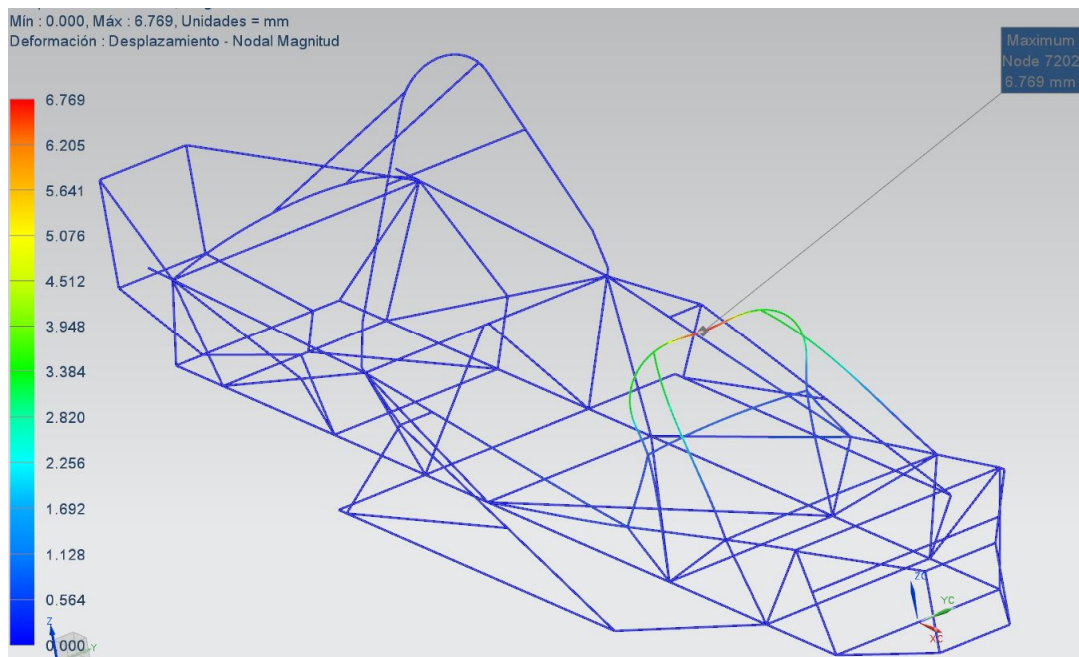 Mín : 0.000, Máx : 6.769, Unidades = mm
Deformación : Desplazamiento - Nodal Magnitud
Maximum
Node 7202
6.769 mm
6.769
6.205
5.641
5.076
4.512
3.948
3.384
2.820
2.256
1.692
1.128
0.564
0.000
Z
Y
ZC
YC
XC